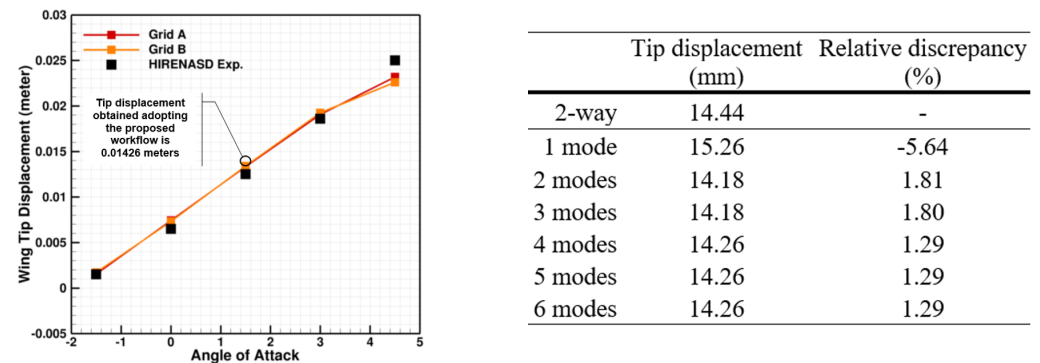 0.03
0.025
0.02
0.015
0.01
0.005
0
-0.005
-2
-1
0
1
2
3
4
5
Wing Tip Displacement (meter)
Angle of Attack
Grid A
Grid B
HIRENASD Exp.
Tip displacement
obtained adopting
the proposed
workflow is
0.01426 meters
Tip displacement Relative discrepancy
(mm) (%)
2-way 14.44 -
1 mode 15.26 -5.64
2 modes 14.18 1.81
3 modes 14.18 1.80
4 modes 14.26 1.29
5 modes 14.26 1.29
6 modes 14.26 1.29